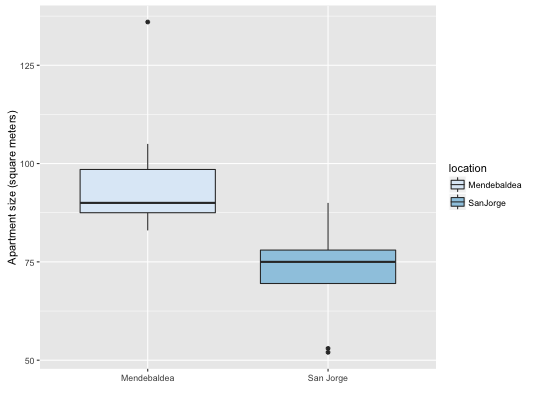 Apartment size (square meters)
125
100
75
50
Mendebaldea
San Jorge
location
Mendebaldea
SanJorge